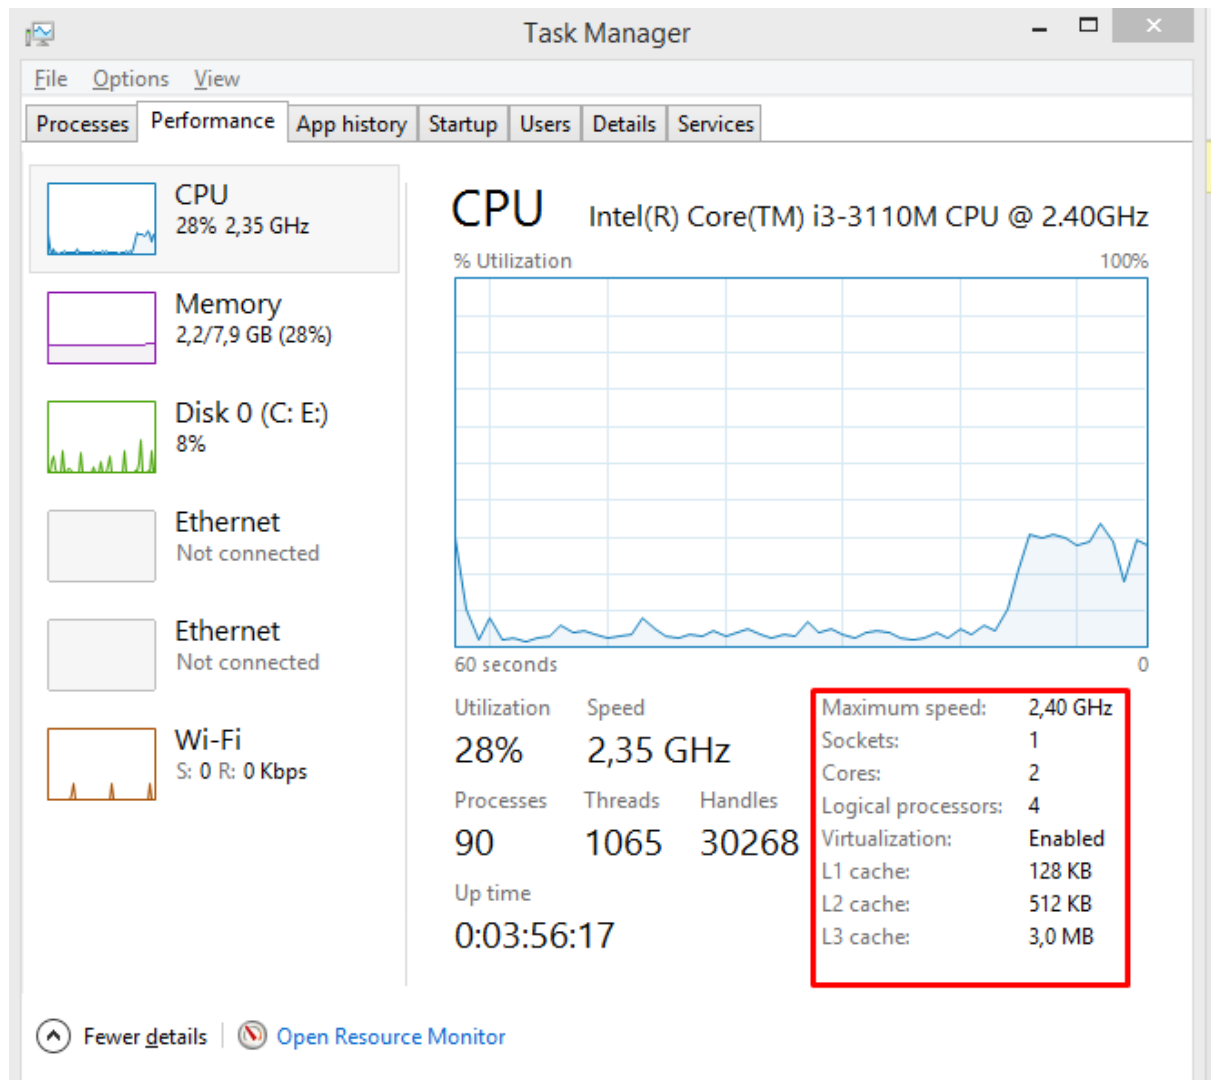 Task Manager
File Options View
Processes Performance App history Startup Users Details Services
CPU
28% 2,35 GHz
Memory
2,2/7,9 GB (28%)
Disk 0 (C: E:)
8%
Ethernet
Not connected
Ethernet
Not connected
Wi-Fi
S: 0 R: 0 Kbps
CPU Intel(R) Core(TM) i3-3110M CPU @ 2.40GHz
% Utilization 100%
60 seconds 0
Utilization Speed
28% 2,35 GHz
Processes Threads Handles
90 1065 30268
Up time
0:03:56:17
Maximum speed: 2,40 GHz
Sockets: 1
Cores: 2
Logical processors: 4
Virtualization: Enabled
L1 cache: 128 KB
L2 cache: 512 KB
L3 cache: 3,0 MB
Fewer details Open Resource Monitor